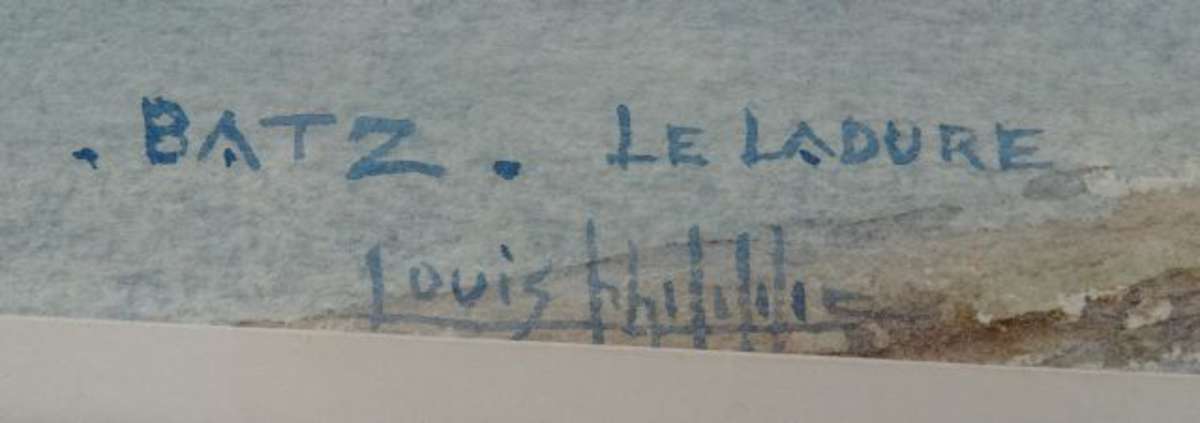 . BATZ . LE LADURE
Louis